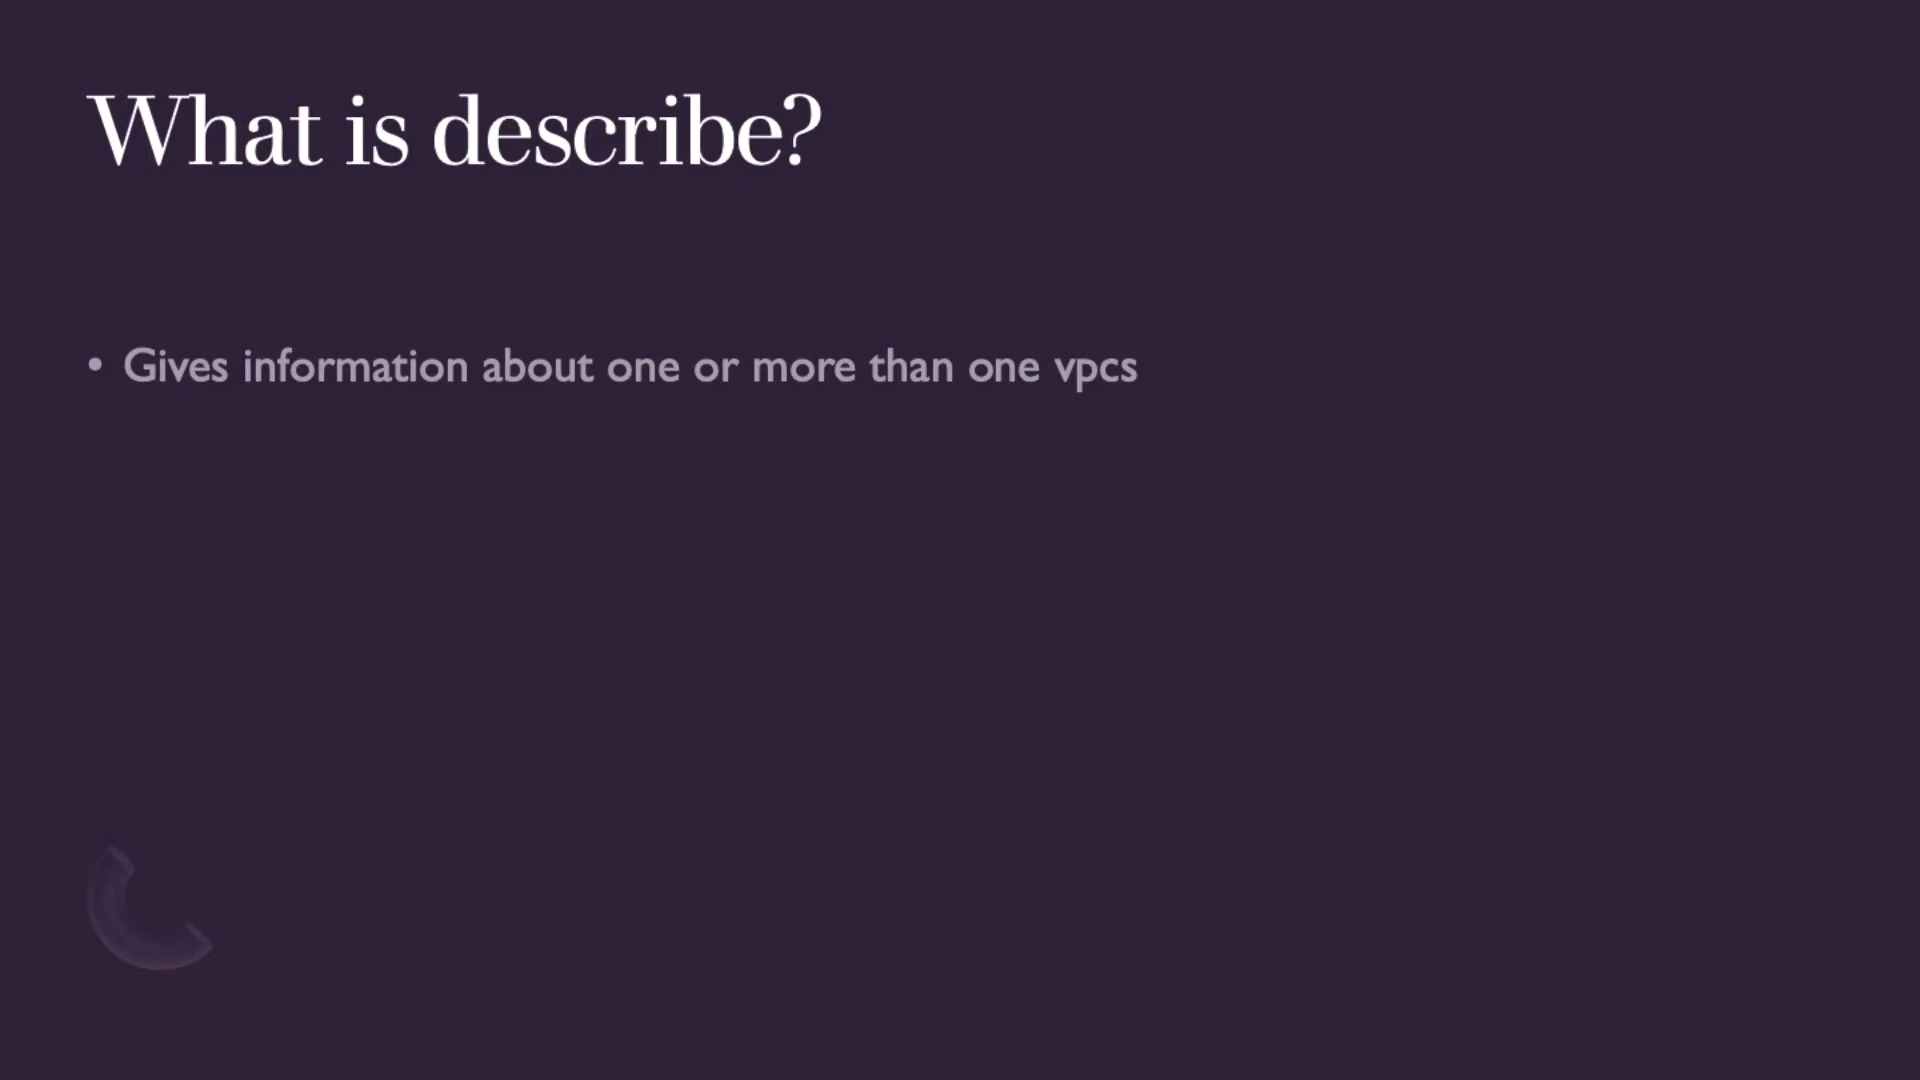 What is describe?
• Gives information about one or more than one vpcs